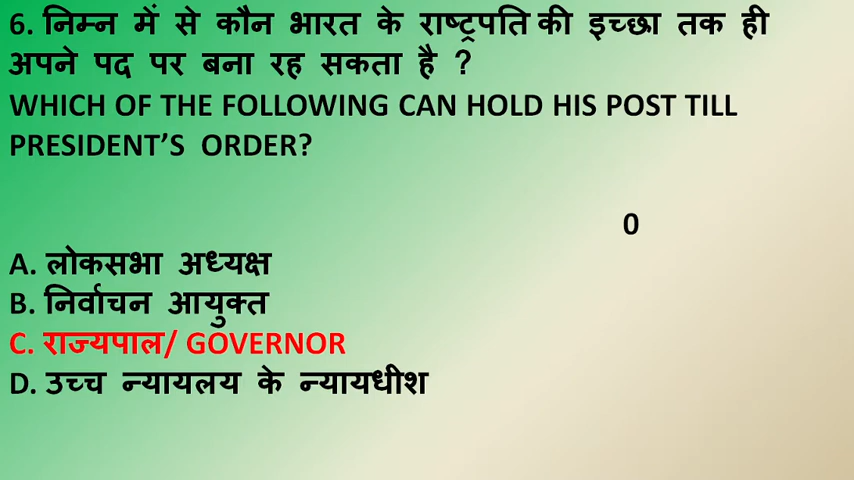 6. निम्न में से कौन भारत के राष्ट्रपति की इच्छा तक ही
अपने पद पर बना रह सकता है ?
WHICH OF THE FOLLOWING CAN HOLD HIS POST TILL
PRESIDENT'S ORDER?
0
A. लोकसभा अध्यक्ष
B. निर्वाचन आयुक्त
C. राज्यपाल/ GOVERNOR
D. उच्च न्यायलय के न्यायधीश